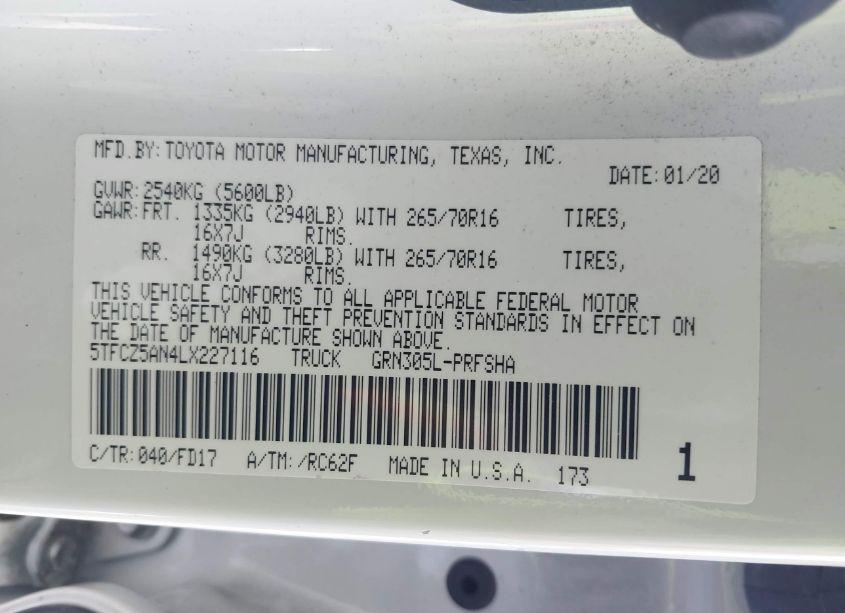 MFD.BY:TOYOTA MOTOR MANUFACTURING, TEXAS, INC.
DATE:01/20
GVWR:2540KG (5600LB)
GAWR:FRT. 1335KG (2940LB) WITH 265/70R16 TIRES,
16X7J RIMS.
RR. 1490KG (3280LB) WITH 265/70R16 TIRES,
16X7J RIMS.
THIS VEHICLE CONFORMS TO ALL APPLICABLE FEDERAL MOTOR
VEHICLE SAFETY AND THEFT PREVENTION STANDARDS IN EFFECT ON
THE DATE OF MANUFACTURE SHOWN ABOVE.
5TFCZ5AN4LX227116 TRUCK GRN305L-PRFSHA
C/TR:040/FD17 A/TM:/RC62F MADE IN U.S.A. 173
1